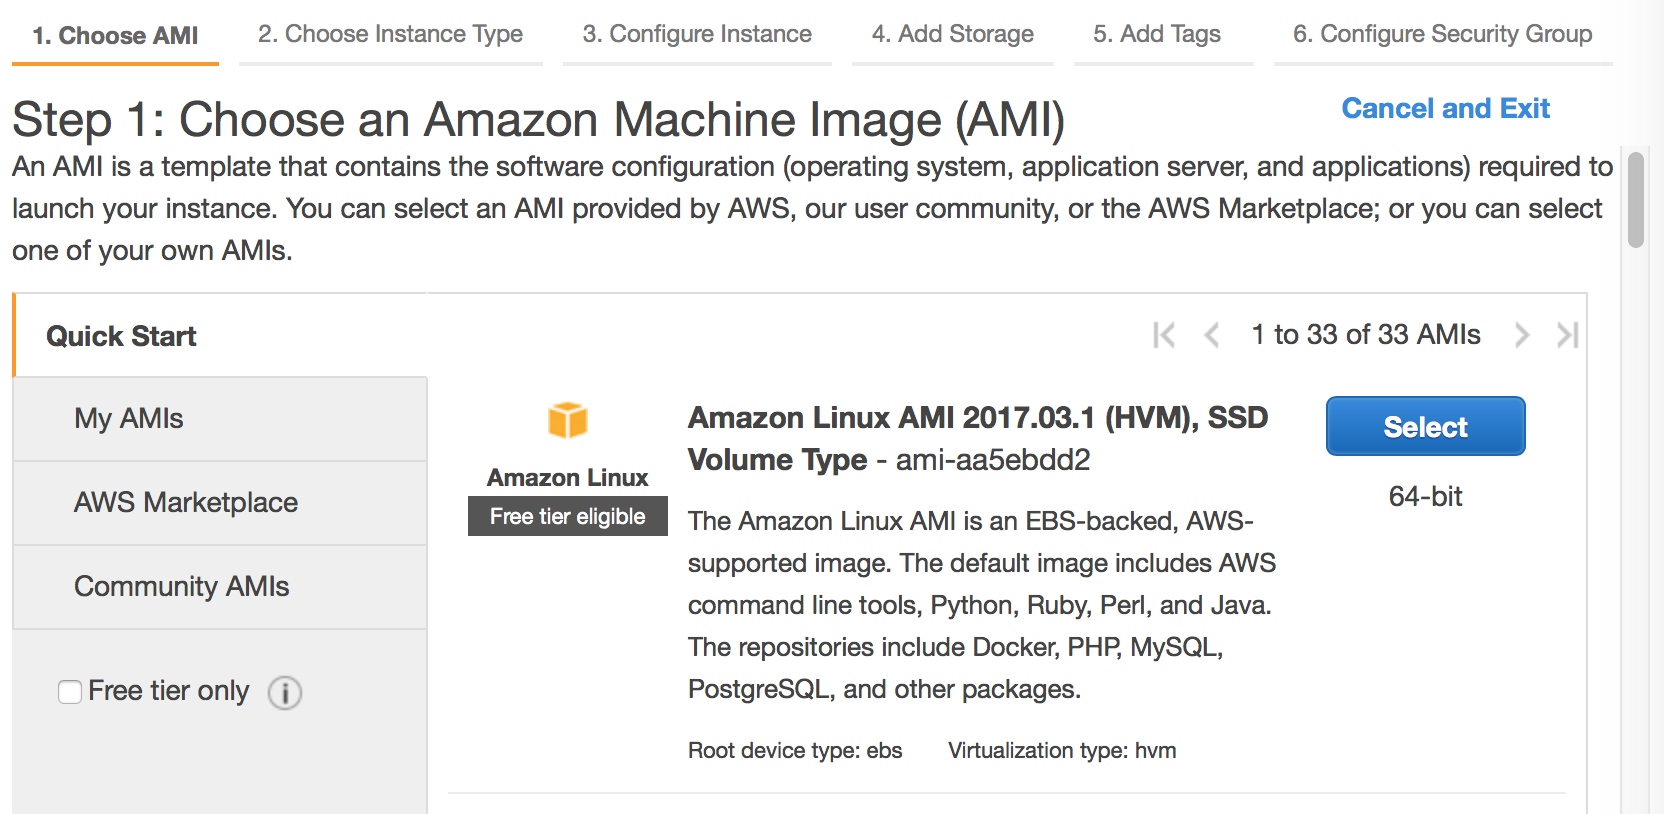 1. Choose AMI 2. Choose Instance Type 3. Configure Instance 4. Add Storage 5. Add Tags 6. Configure Security Group
Step 1: Choose an Amazon Machine Image (AMI)
Cancel and Exit
An AMI is a template that contains the software configuration (operating system, application server, and applications) required to
launch your instance. You can select an AMI provided by AWS, our user community, or the AWS Marketplace; or you can select
one of your own AMIs.
Quick Start
My AMIs
AWS Marketplace
Community AMIs
Free tier only
1 to 33 of 33 AMIs
Amazon Linux
Free tier eligible
Amazon Linux AMI 2017.03.1 (HVM), SSD
Volume Type - ami-aa5ebdd2
The Amazon Linux AMI is an EBS-backed, AWS-
supported image. The default image includes AWS
command line tools, Python, Ruby, Perl, and Java.
The repositories include Docker, PHP, MySQL,
PostgreSQL, and other packages.
Root device type: ebs Virtualization type: hvm
Select
64-bit